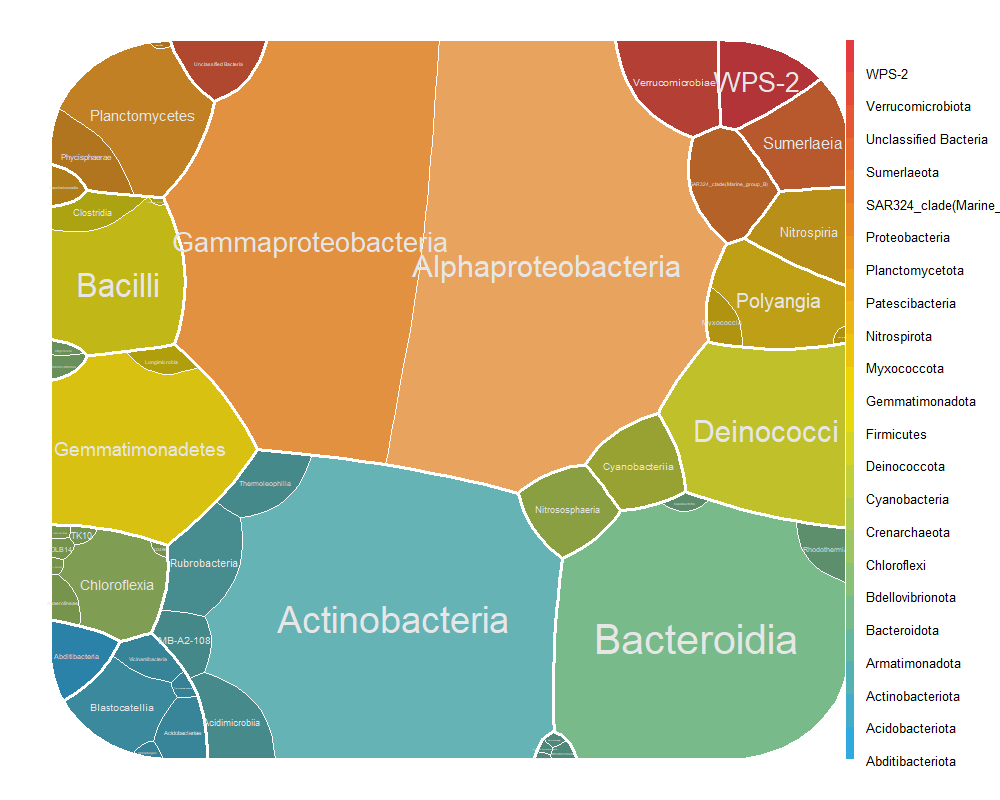 Unclassified Bacteria
Verrucomicrobiae
WPS-2
Planctomycetes
Sumerlaeia
Phycisphaerae
SAR324_clade(Marine_group_B)
Clostridia
Nitrospiria
Gammaproteobacteria
Alphaproteobacteria
Bacilli
Polyangia
Myxococcia
Longimicrobia
Deinococci
Gemmatimonadetes
Cyanobacteriia
Thermoleophilia
Nitrososphaeria
TK10
OLB14
Rhodothermia
Rubrobacteria
Chloroflexia
Actinobacteria
MB-A2-108
Bacteroidia
Abditibacteria
Vicinamibacteria
Blastocatellia
Acidimicrobiia
Acidobacteriae
WPS-2
Verrucomicrobiota
Unclassified Bacteria
Sumerlaeota
SAR324_clade(Marine_
Proteobacteria
Planctomycetota
Patescibacteria
Nitrospirota
Myxococcota
Gemmatimonadota
Firmicutes
Deinococcota
Cyanobacteria
Crenarchaeota
Chloroflexi
Bdellovibrionota
Bacteroidota
Armatimonadota
Actinobacteriota
Acidobacteriota
Abditibacteriota